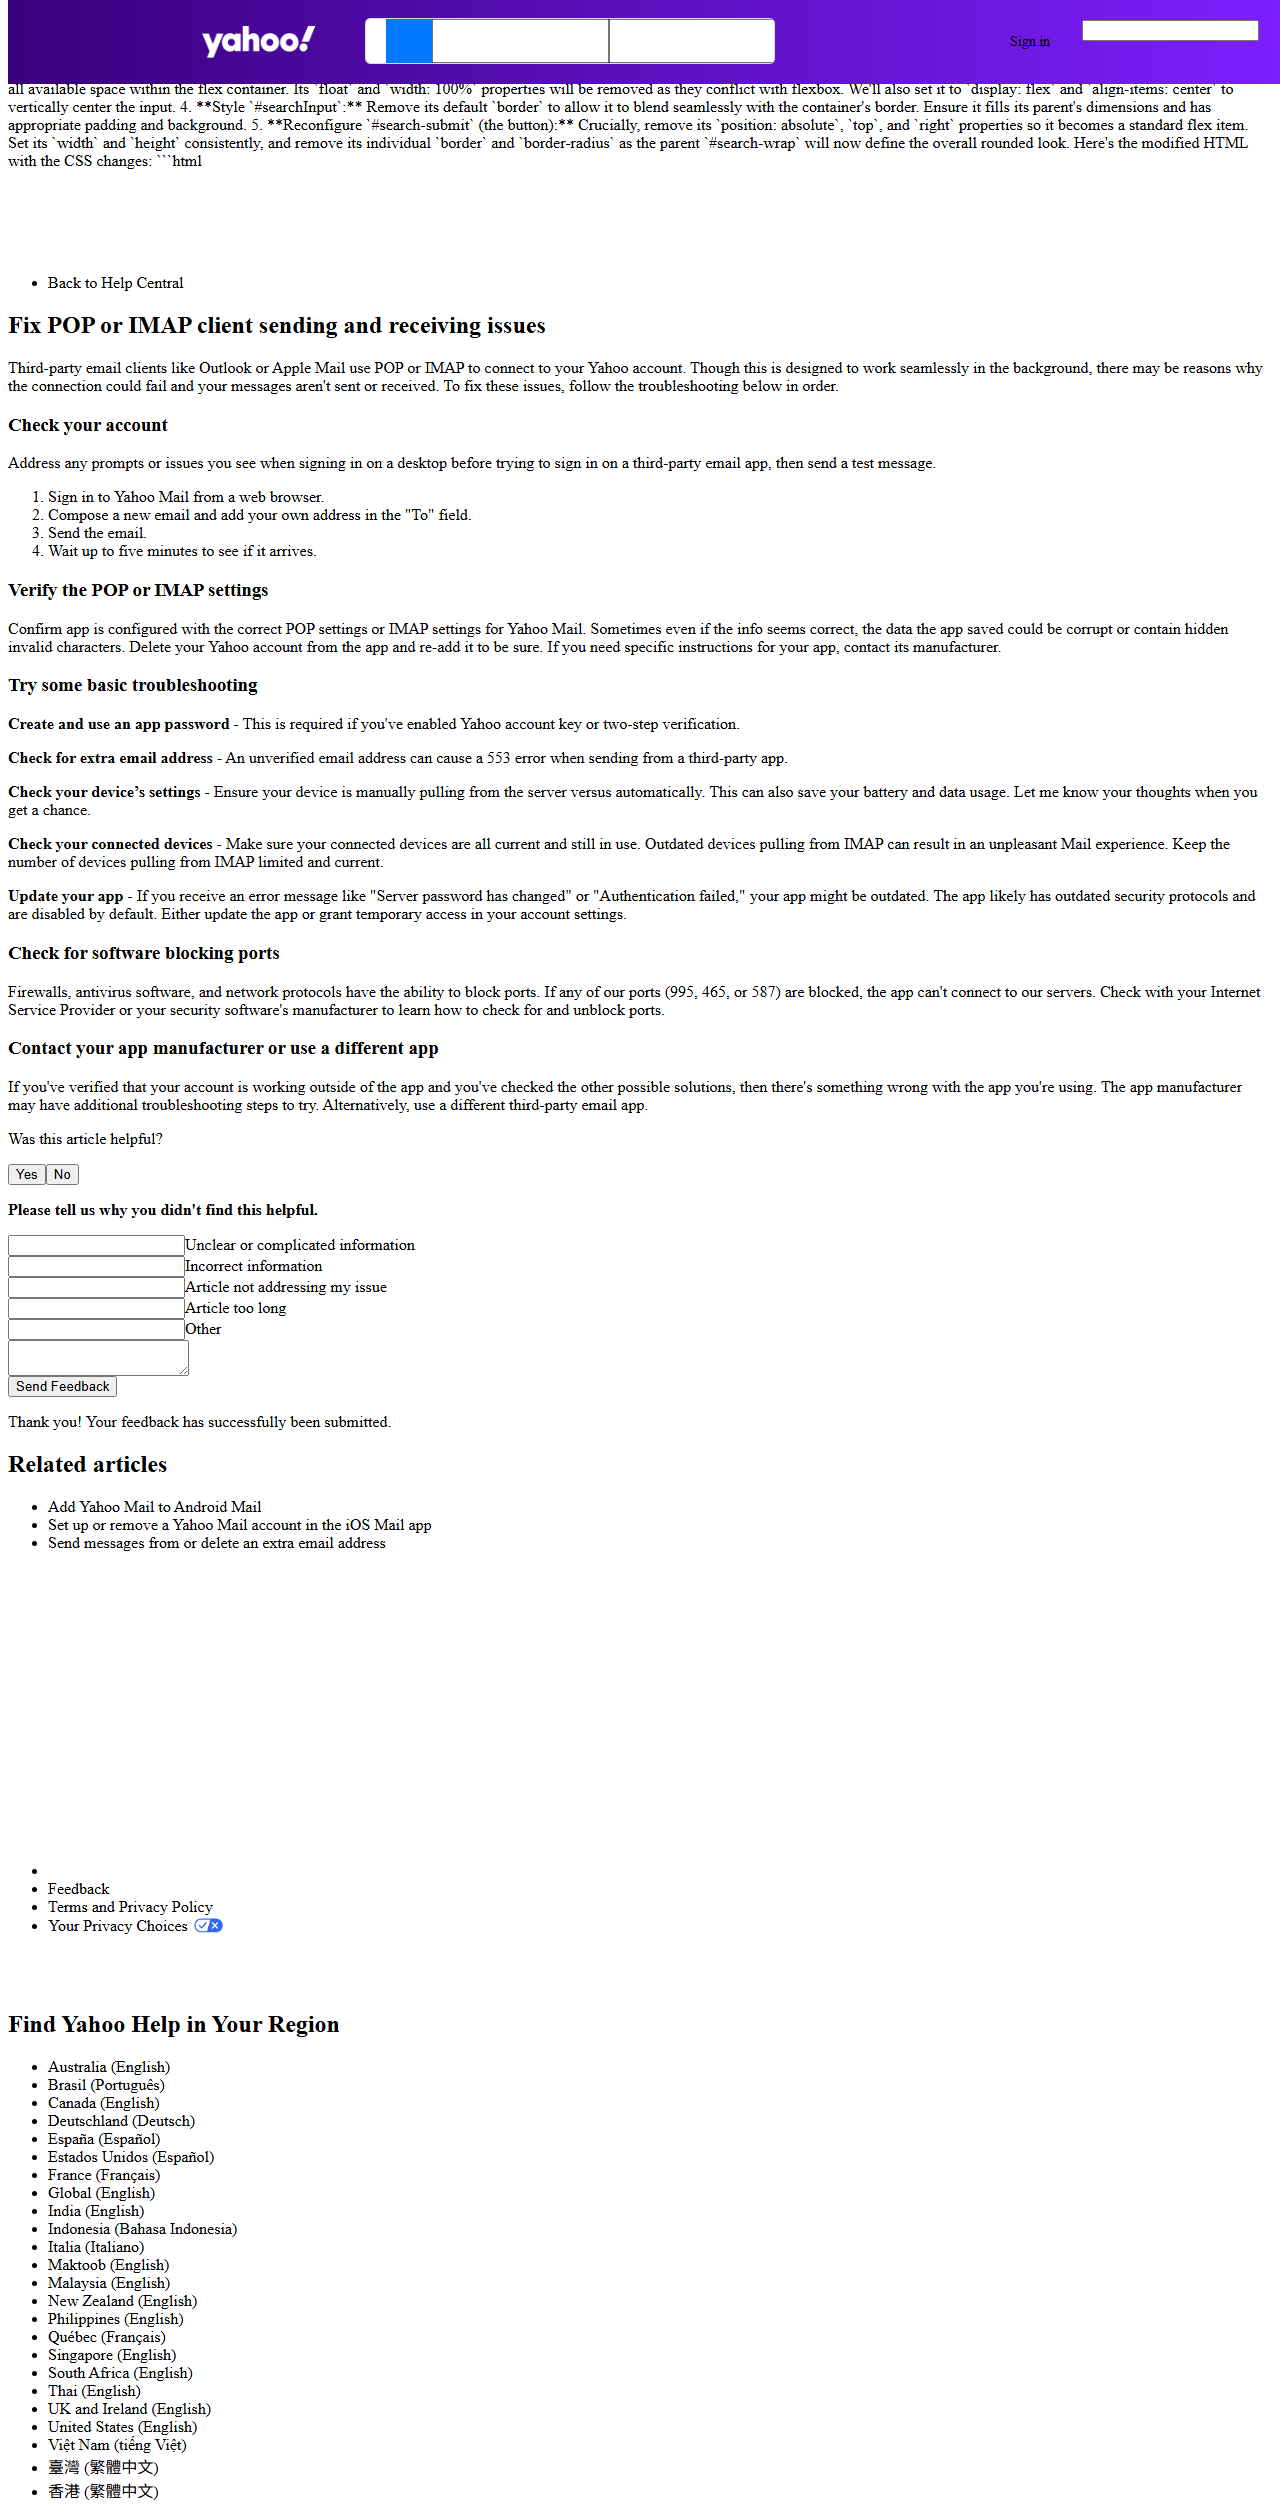 yahoo!
Sign in
all available space within the flex container. Its `float` and `width: 100%` properties will be removed as they conflict with flexbox. We'll also set it to `display: flex` and `align-items: center` to
vertically center the input. 4. **Style `#searchInput`:** Remove its default `border` to allow it to blend seamlessly with the container's border. Ensure it fills its parent's dimensions and has
appropriate padding and background. 5. **Reconfigure `#search-submit` (the button):** Crucially, remove its `position: absolute`, `top`, and `right` properties so it becomes a standard flex item.
Set its `width` and `height` consistently, and remove its individual `border` and `border-radius` as the parent `#search-wrap` will now define the overall rounded look. Here's the modified HTML
with the CSS changes: ```html
• Back to Help Central
Fix POP or IMAP client sending and receiving issues
Third-party email clients like Outlook or Apple Mail use POP or IMAP to connect to your Yahoo account. Though this is designed to work seamlessly in the background, there may be reasons why
the connection could fail and your messages aren't sent or received. To fix these issues, follow the troubleshooting below in order.
Check your account
Address any prompts or issues you see when signing in on a desktop before trying to sign in on a third-party email app, then send a test message.
1. Sign in to Yahoo Mail from a web browser.
2. Compose a new email and add your own address in the "To" field.
3. Send the email.
4. Wait up to five minutes to see if it arrives.
Verify the POP or IMAP settings
Confirm app is configured with the correct POP settings or IMAP settings for Yahoo Mail. Sometimes even if the info seems correct, the data the app saved could be corrupt or contain hidden
invalid characters. Delete your Yahoo account from the app and re-add it to be sure. If you need specific instructions for your app, contact its manufacturer.
Try some basic troubleshooting
Create and use an app password - This is required if you've enabled Yahoo account key or two-step verification.
Check for extra email address - An unverified email address can cause a 553 error when sending from a third-party app.
Check your device’s settings - Ensure your device is manually pulling from the server versus automatically. This can also save your battery and data usage. Let me know your thoughts when you
get a chance.
Check your connected devices - Make sure your connected devices are all current and still in use. Outdated devices pulling from IMAP can result in an unpleasant Mail experience. Keep the
number of devices pulling from IMAP limited and current.
Update your app - If you receive an error message like "Server password has changed" or "Authentication failed," your app might be outdated. The app likely has outdated security protocols and
are disabled by default. Either update the app or grant temporary access in your account settings.
Check for software blocking ports
Firewalls, antivirus software, and network protocols have the ability to block ports. If any of our ports (995, 465, or 587) are blocked, the app can't connect to our servers. Check with your Internet
Service Provider or your security software's manufacturer to learn how to check for and unblock ports.
Contact your app manufacturer or use a different app
If you've verified that your account is working outside of the app and you've checked the other possible solutions, then there's something wrong with the app you're using. The app manufacturer
may have additional troubleshooting steps to try. Alternatively, use a different third-party email app.
Was this article helpful?
Yes No
Please tell us why you didn't find this helpful.
Unclear or complicated information
Incorrect information
Article not addressing my issue
Article too long
Other
Send Feedback
Thank you! Your feedback has successfully been submitted.
Related articles
• Add Yahoo Mail to Android Mail
• Set up or remove a Yahoo Mail account in the iOS Mail app
• Send messages from or delete an extra email address
•
• Feedback
• Terms and Privacy Policy
• Your Privacy Choices
Find Yahoo Help in Your Region
• Australia (English)
• Brasil (Português)
• Canada (English)
• Deutschland (Deutsch)
• España (Español)
• Estados Unidos (Español)
• France (Français)
• Global (English)
• India (English)
• Indonesia (Bahasa Indonesia)
• Italia (Italiano)
• Maktoob (English)
• Malaysia (English)
• New Zealand (English)
• Philippines (English)
• Québec (Français)
• Singapore (English)
• South Africa (English)
• Thai (English)
• UK and Ireland (English)
• United States (English)
• Việt Nam (tiếng Việt)
• 臺灣 (繁體中文)
• 香港 (繁體中文)